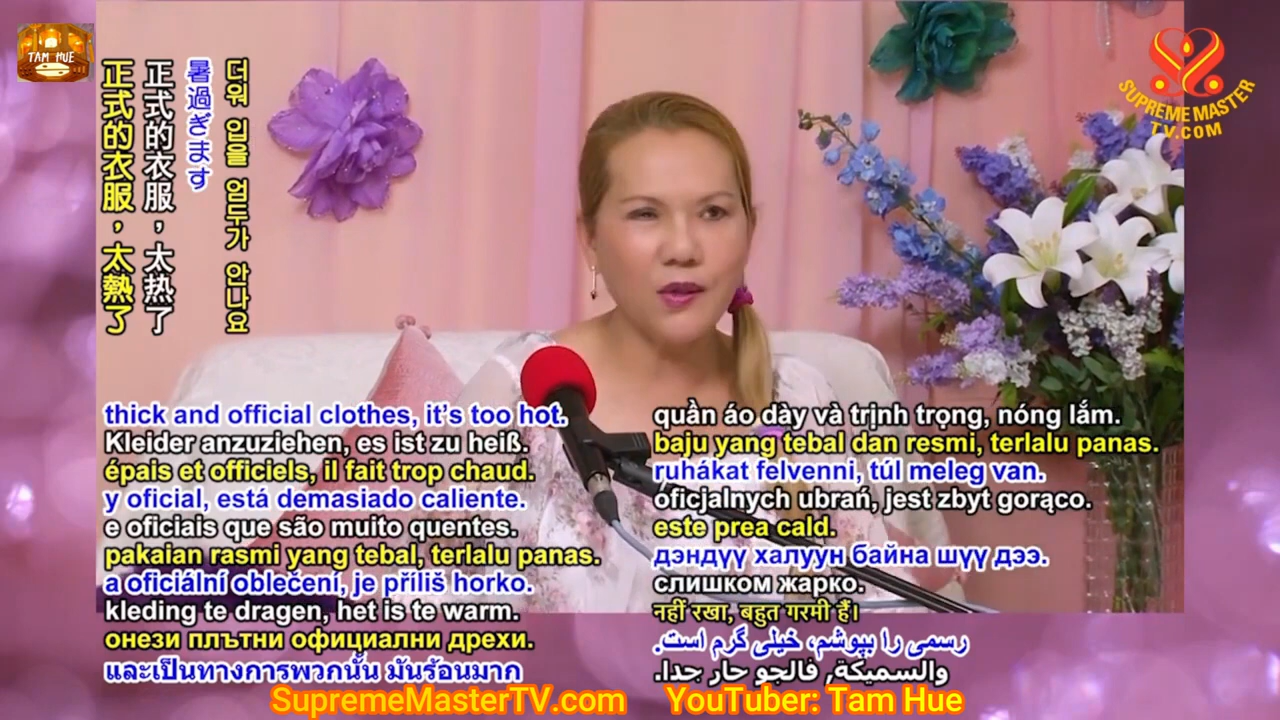 TAM HUE
正式的衣服，太熱了
正式的衣服，太热了
暑過ぎます
더워 입을 엄두가 안나요
SUPREME MASTER
TV.COM
thick and official clothes, it's too hot.
Kleider anzuziehen, es ist zu heiß.
épais et officiels, il fait trop chaud.
y oficial, está demasiado caliente.
e oficiais que são muito quentes.
pakaian rasmi yang tebal, terlalu panas.
a oficiální oblečení, je příliš horko.
kleding te dragen, het is te warm.
онези плътни официални дрехи.
และเป็นทางการพวกนั้น มันร้อนมาก
quần áo dày và trịnh trọng, nóng lắm.
baju yang tebal dan resmi, terlalu panas.
ruhákat felvenni, túl meleg van.
oficjalnych ubrań, jest zbyt gorąco.
este prea cald.
дэндүү халуун байна шүү дээ.
слишком жарко.
नहीं रखा, बहुत गरमी हैं।
رسمی را بپوشم، خیلی گرم است.
والسميكة, فالجو حار جدا.
SupremeMasterTV.com YouTuber: Tam Hue